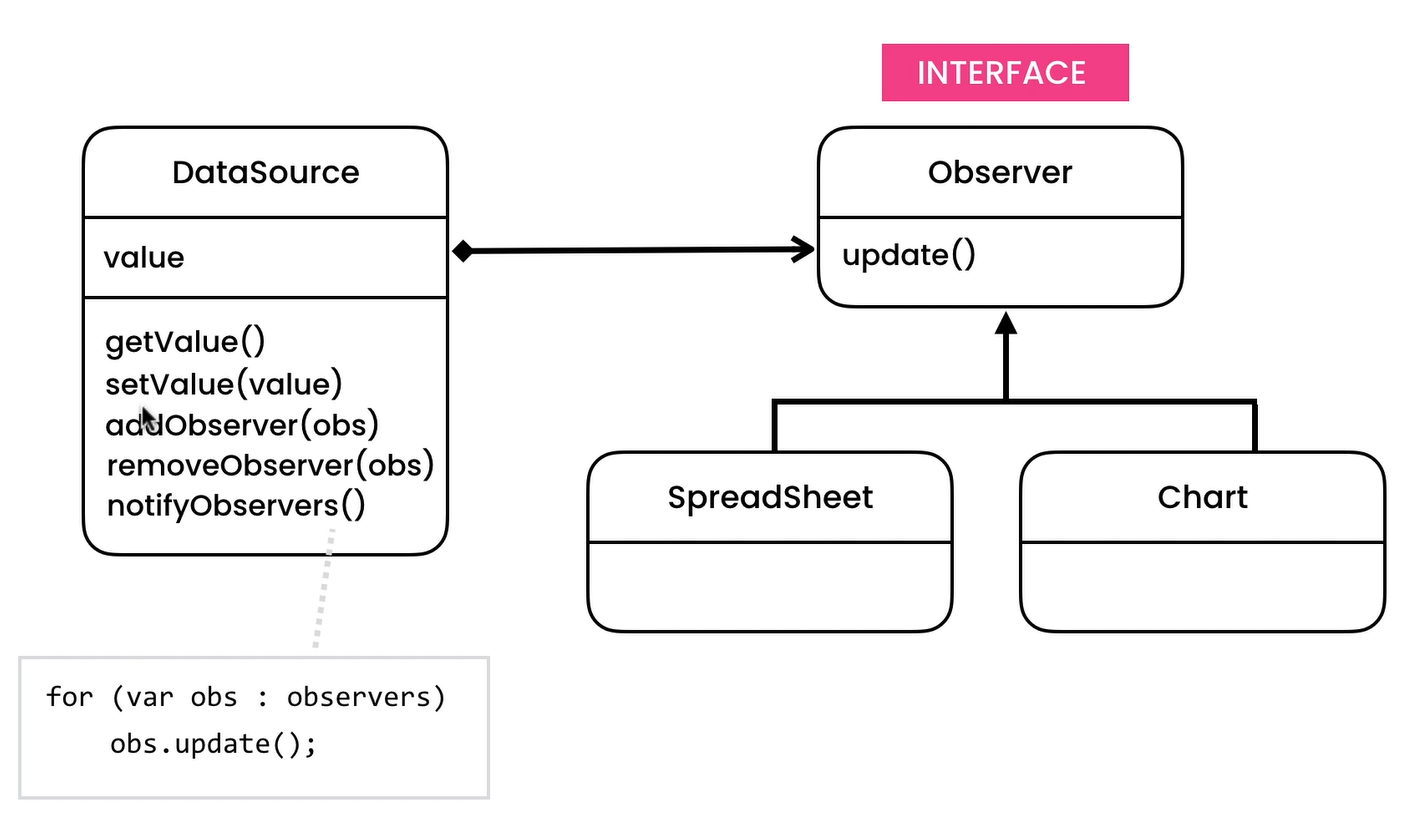 INTERFACE
DataSource
value
getValue()
setValue(value)
addObserver(obs)
removeObserver(obs)
notifyObservers()
Observer
update()
SpreadSheet
Chart
for (var obs : observers)
obs.update();